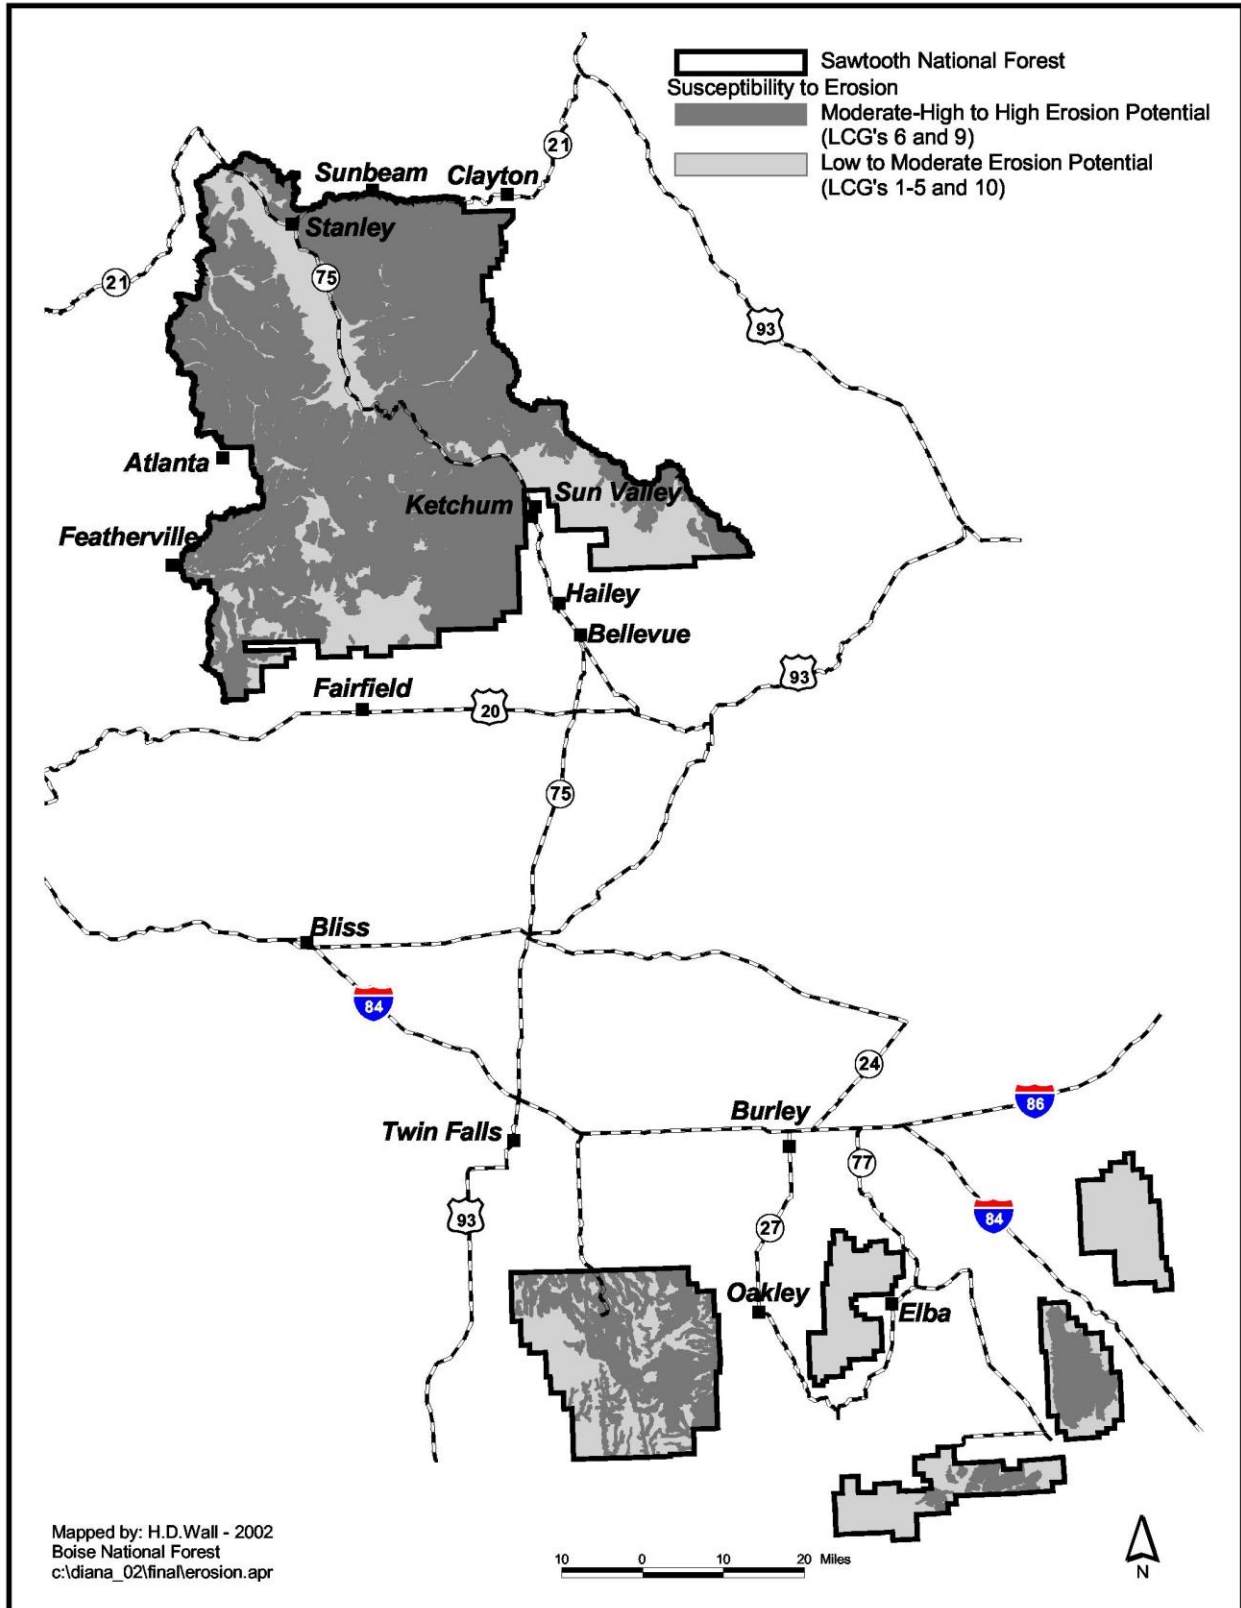 Sawtooth National Forest
Susceptibility to Erosion
Moderate-High to High Erosion Potential
(LCG's 6 and 9)
Low to Moderate Erosion Potential
(LCG's 1-5 and 10)
21
Sunbeam
Clayton
Stanley
21
75
93
Atlanta
Ketchum
Sun Valley
Featherville
Hailey
Bellevue
Fairfield
20
93
75
Bliss
84
24
86
Burley
Twin Falls
77
93
27
84
Oakley
Elba
Mapped by: H.D.Wall - 2002
Boise National Forest
c:\diana_02\final\erosion.apr
10 0 10 20 Miles
N